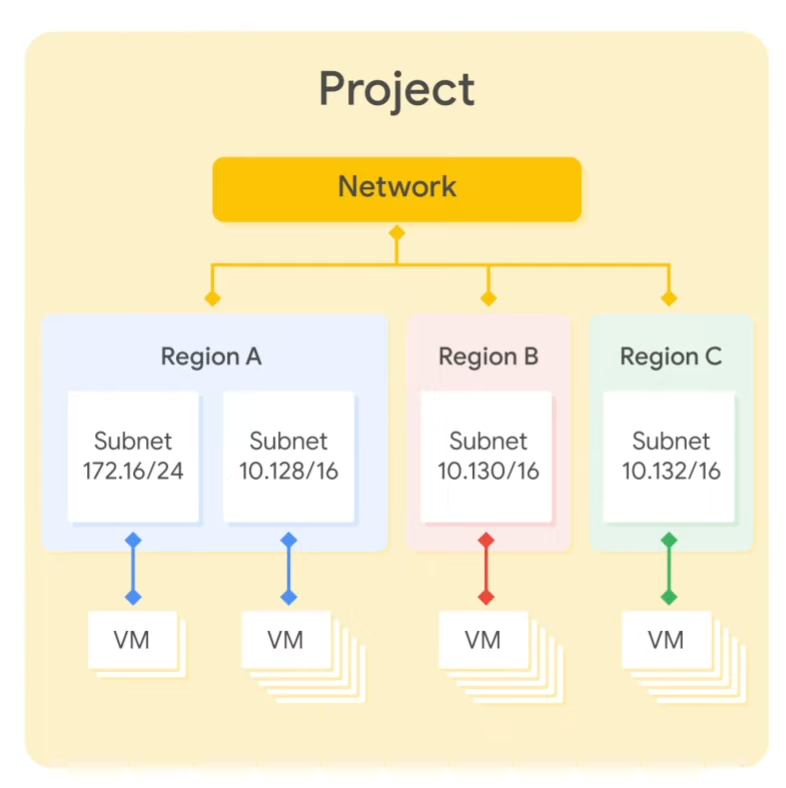 Project
Network
Region A
Region B
Region C
Subnet
172.16/24
Subnet
10.128/16
Subnet
10.130/16
Subnet
10.132/16
VM
VM
VM
VM